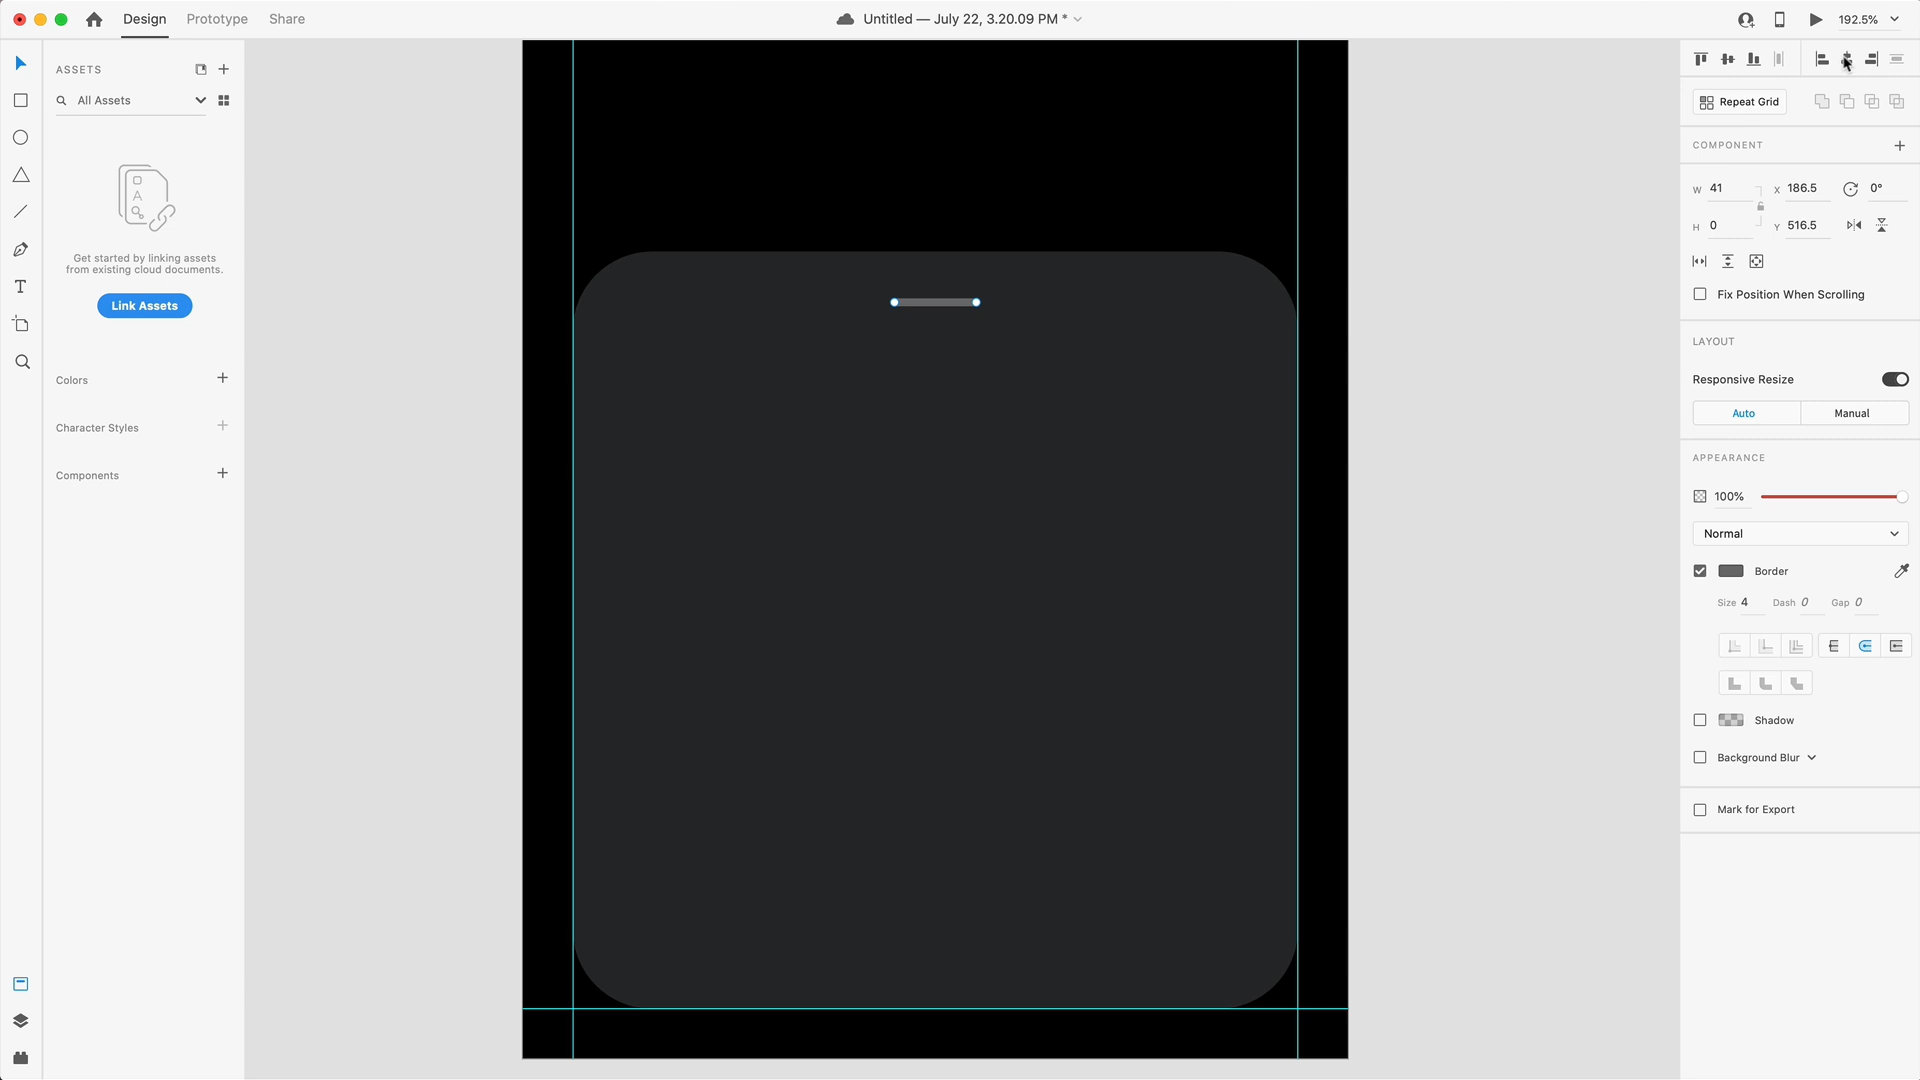 Design Prototype Share Untitled — July 22, 3.20.09 PM * 192.5%
ASSETS
All Assets
Get started by linking assets
from existing cloud documents.
Link Assets
Colors
Character Styles
Components
Repeat Grid
COMPONENT
W 41 X 186.5 0°
H 0 Y 516.5
Fix Position When Scrolling
LAYOUT
Responsive Resize
Auto Manual
APPEARANCE
100%
Normal
Border
Size 4 Dash 0 Gap 0
Shadow
Background Blur
Mark for Export